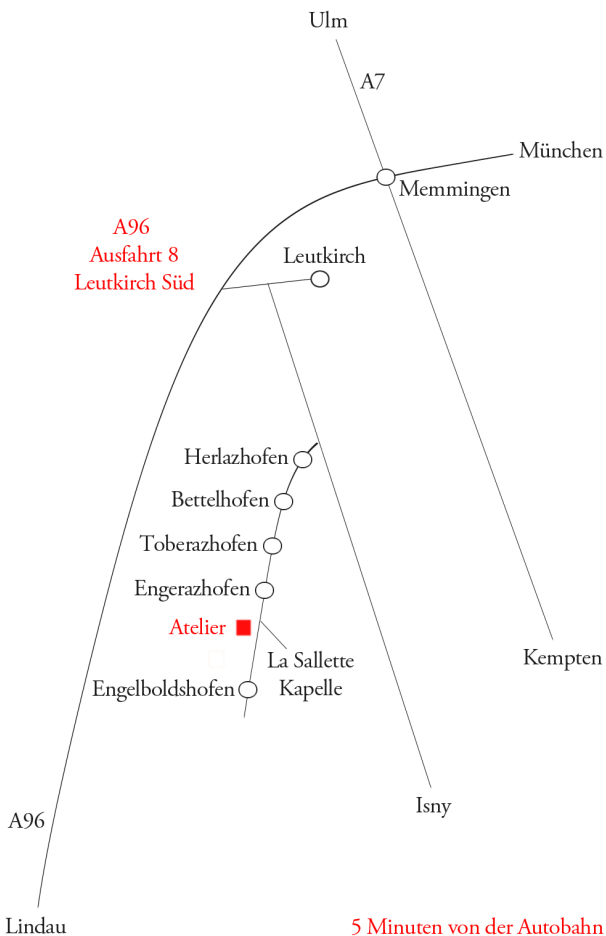 Ulm
A7
München
Memmingen
A96
Ausfahrt 8
Leutkirch Süd
Leutkirch
Herlazhofen
Bettelhofen
Toberazhofen
Engerazhofen
Atelier
La Sallette
Kapelle
Kempten
Engelboldshofen
Isny
A96
Lindau
5 Minuten von der Autobahn